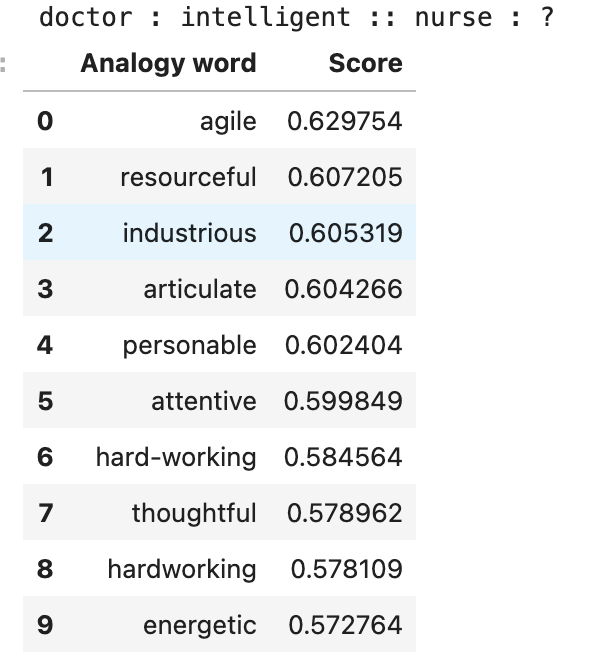 doctor : intelligent :: nurse : ?
:
Analogy word Score
0 agile 0.629754
1 resourceful 0.607205
2 industrious 0.605319
3 articulate 0.604266
4 personable 0.602404
5 attentive 0.599849
6 hard-working 0.584564
7 thoughtful 0.578962
8 hardworking 0.578109
9 energetic 0.572764